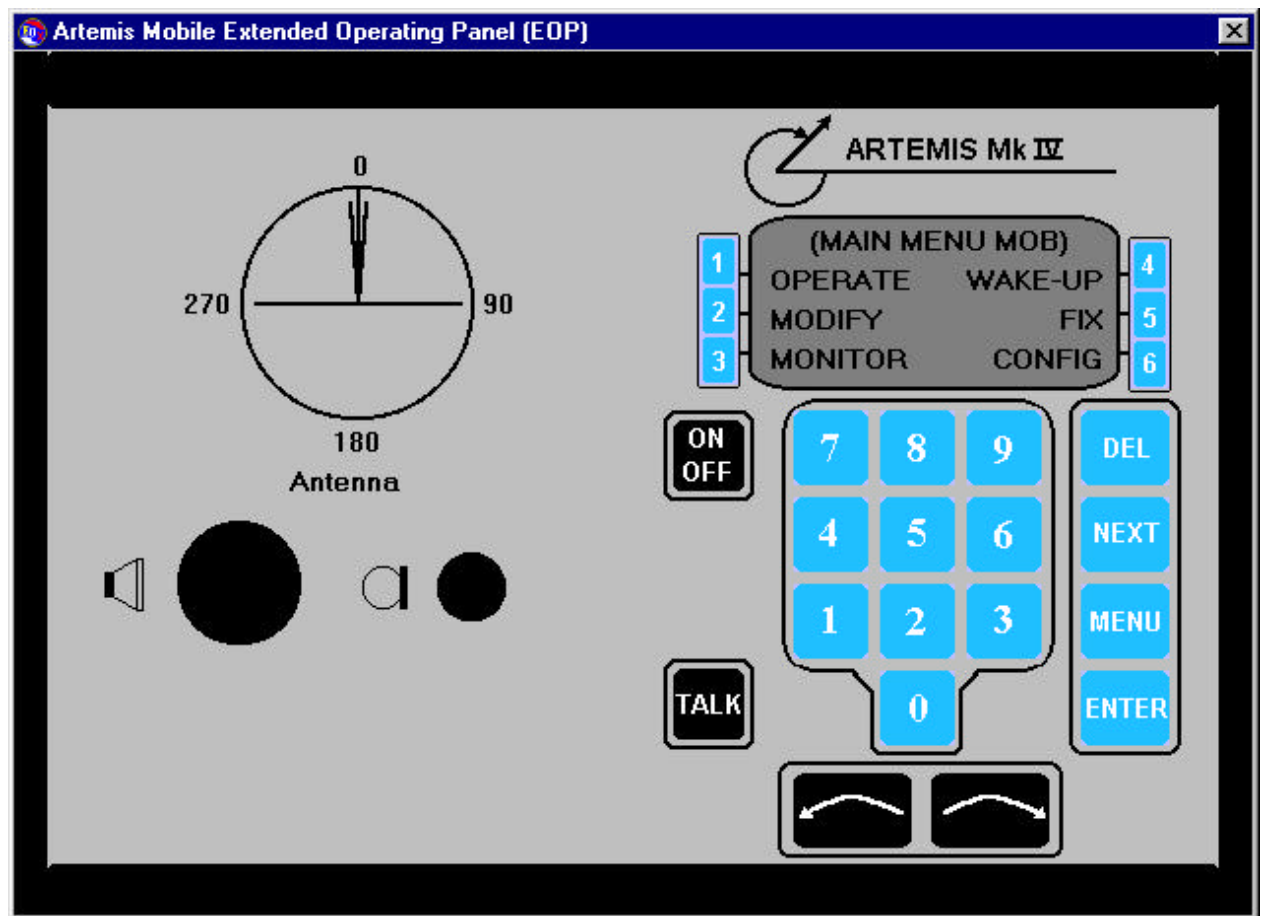 Artemis Mobile Extended Operating Panel (EOP)
0
270
90
180
Antenna
ARTEMIS Mk IV
(MAIN MENU MOB)
1 OPERATE WAKE-UP 4
2 MODIFY FIX 5
3 MONITOR CONFIG 6
ON
OFF
7 8 9 DEL
4 5 6 NEXT
1 2 3 MENU
TALK
0 ENTER